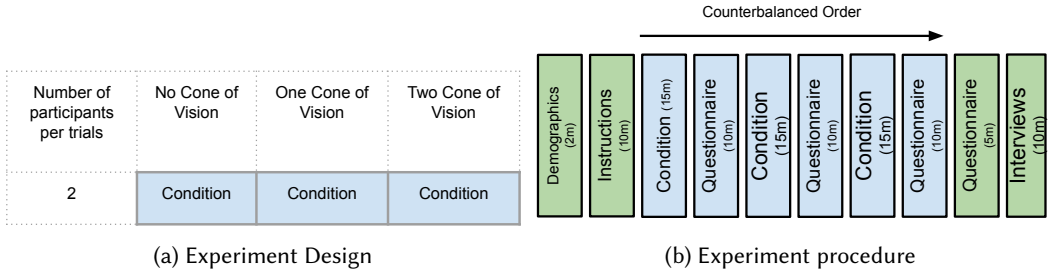 Number of
participants
per trials
No Cone of
Vision
One Cone of
Vision
Two Cone of
Vision
2
Condition
Condition
Condition
(a) Experiment Design
Counterbalanced Order
Demographics
(2m)
Instructions
(10m)
Condition (15m)
Questionnaire
(10m)
Condition
(15m)
Questionnaire
(10m)
Condition
(15m)
Questionnaire
(10m)
Questionnaire
(5m)
Interviews
(10m)
(b) Experiment procedure